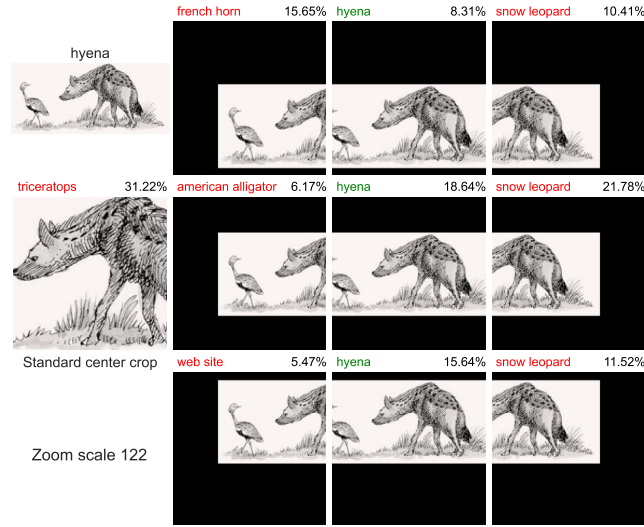 french horn 15.65% hyena 8.31% snow leopard 10.41%
hyena
triceratops 31.22% american alligator 6.17% hyena 18.64% snow leopard 21.78%
Standard center crop web site 5.47% hyena 15.64% snow leopard 11.52%
Zoom scale 122